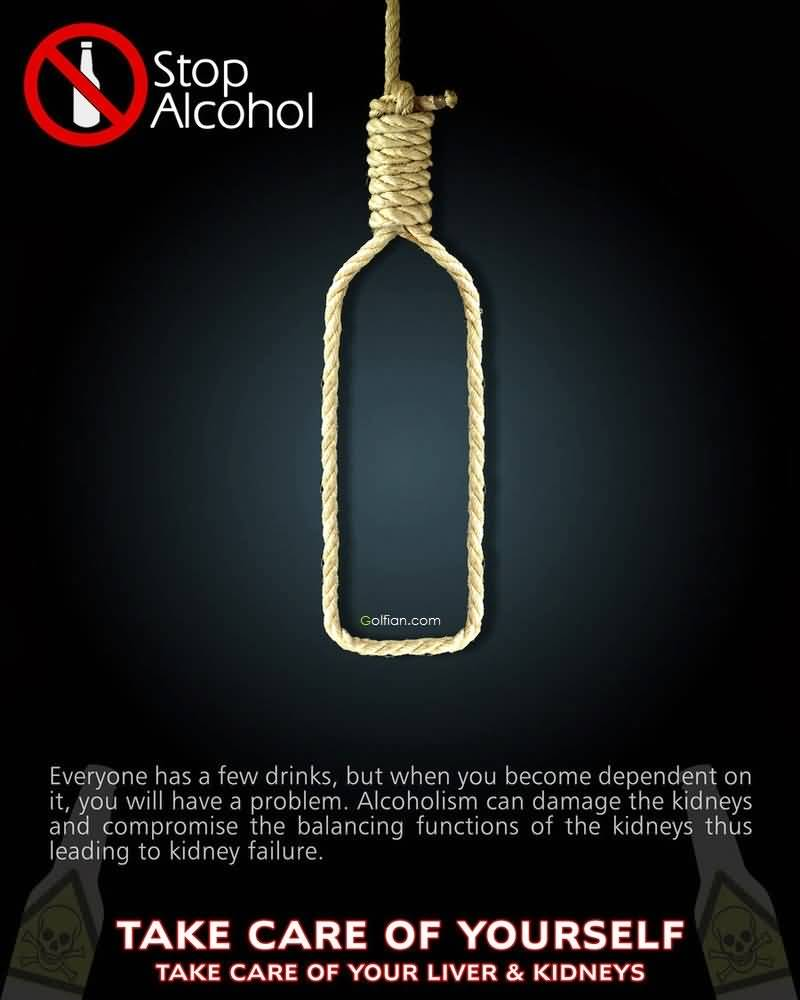 Stop
Alcohol
Golfian.com
Everyone has a few drinks, but when you become dependent on
it, you will have a problem. Alcoholism can damage the kidneys
and compromise the balancing functions of the kidneys thus
leading to kidney failure.
TAKE CARE OF YOURSELF
TAKE CARE OF YOUR LIVER & KIDNEYS